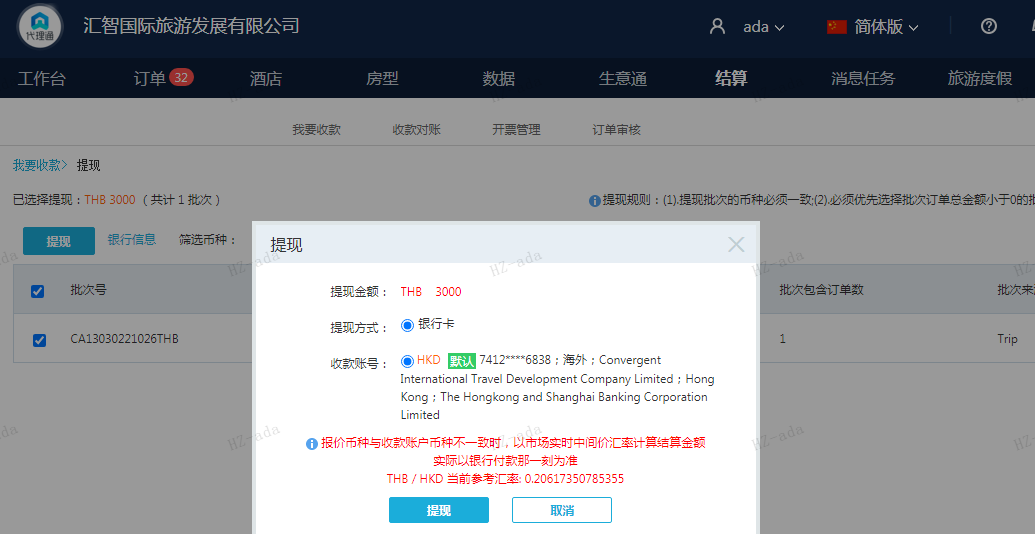 代理通
汇智国际旅游发展有限公司
ada
简体版
工作台 订单 32 酒店 房型 数据 生意通 结算 消息任务 旅游度假
我要收款 收款对账 开票管理 订单审核
我要收款> 提现
已选择提现：THB 3000 （共计 1 批次）
提现规则：(1).提现批次的币种必须一致;(2).必须优先选择批次订单总金额小于0的批
提现 银行信息 筛选币种：
批次号 批次包含订单数 批次来
CA13030221026THB 1 Trip
提现
提现金额： THB 3000
提现方式： 银行卡
收款账号： HKD 默认 7412****6838；海外；Convergent
International Travel Development Company Limited；Hong
Kong；The Hongkong and Shanghai Banking Corporation
Limited
报价币种与收款账户币种不一致时，以市场实时中间价汇率计算结算金额
实际以银行付款那一刻为准
THB / HKD 当前参考汇率: 0.20617350785355
提现 取消
HZ-ada